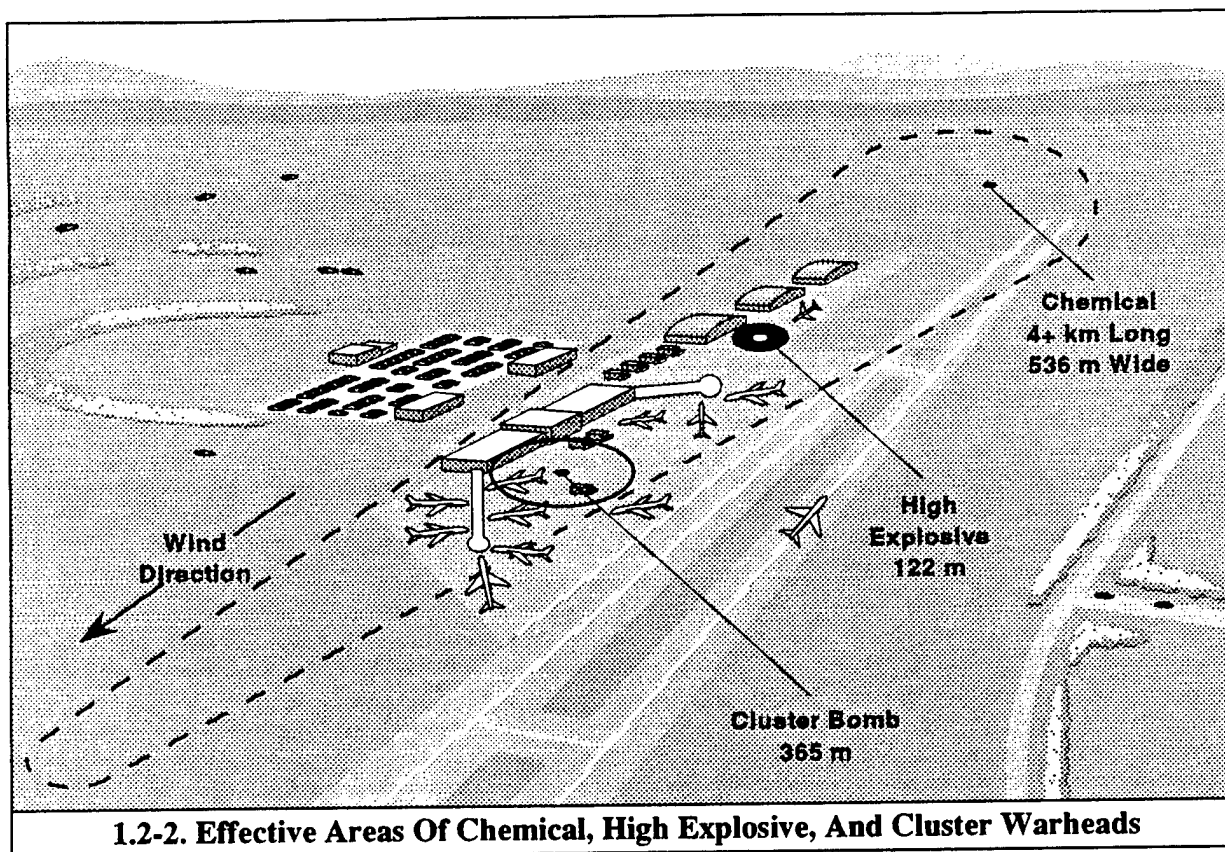 Chemical
4+ km Long
536 m Wide
High
Explosive
122 m
Wind
Direction
Cluster Bomb
365 m
1.2-2. Effective Areas Of Chemical, High Explosive, And Cluster Warheads